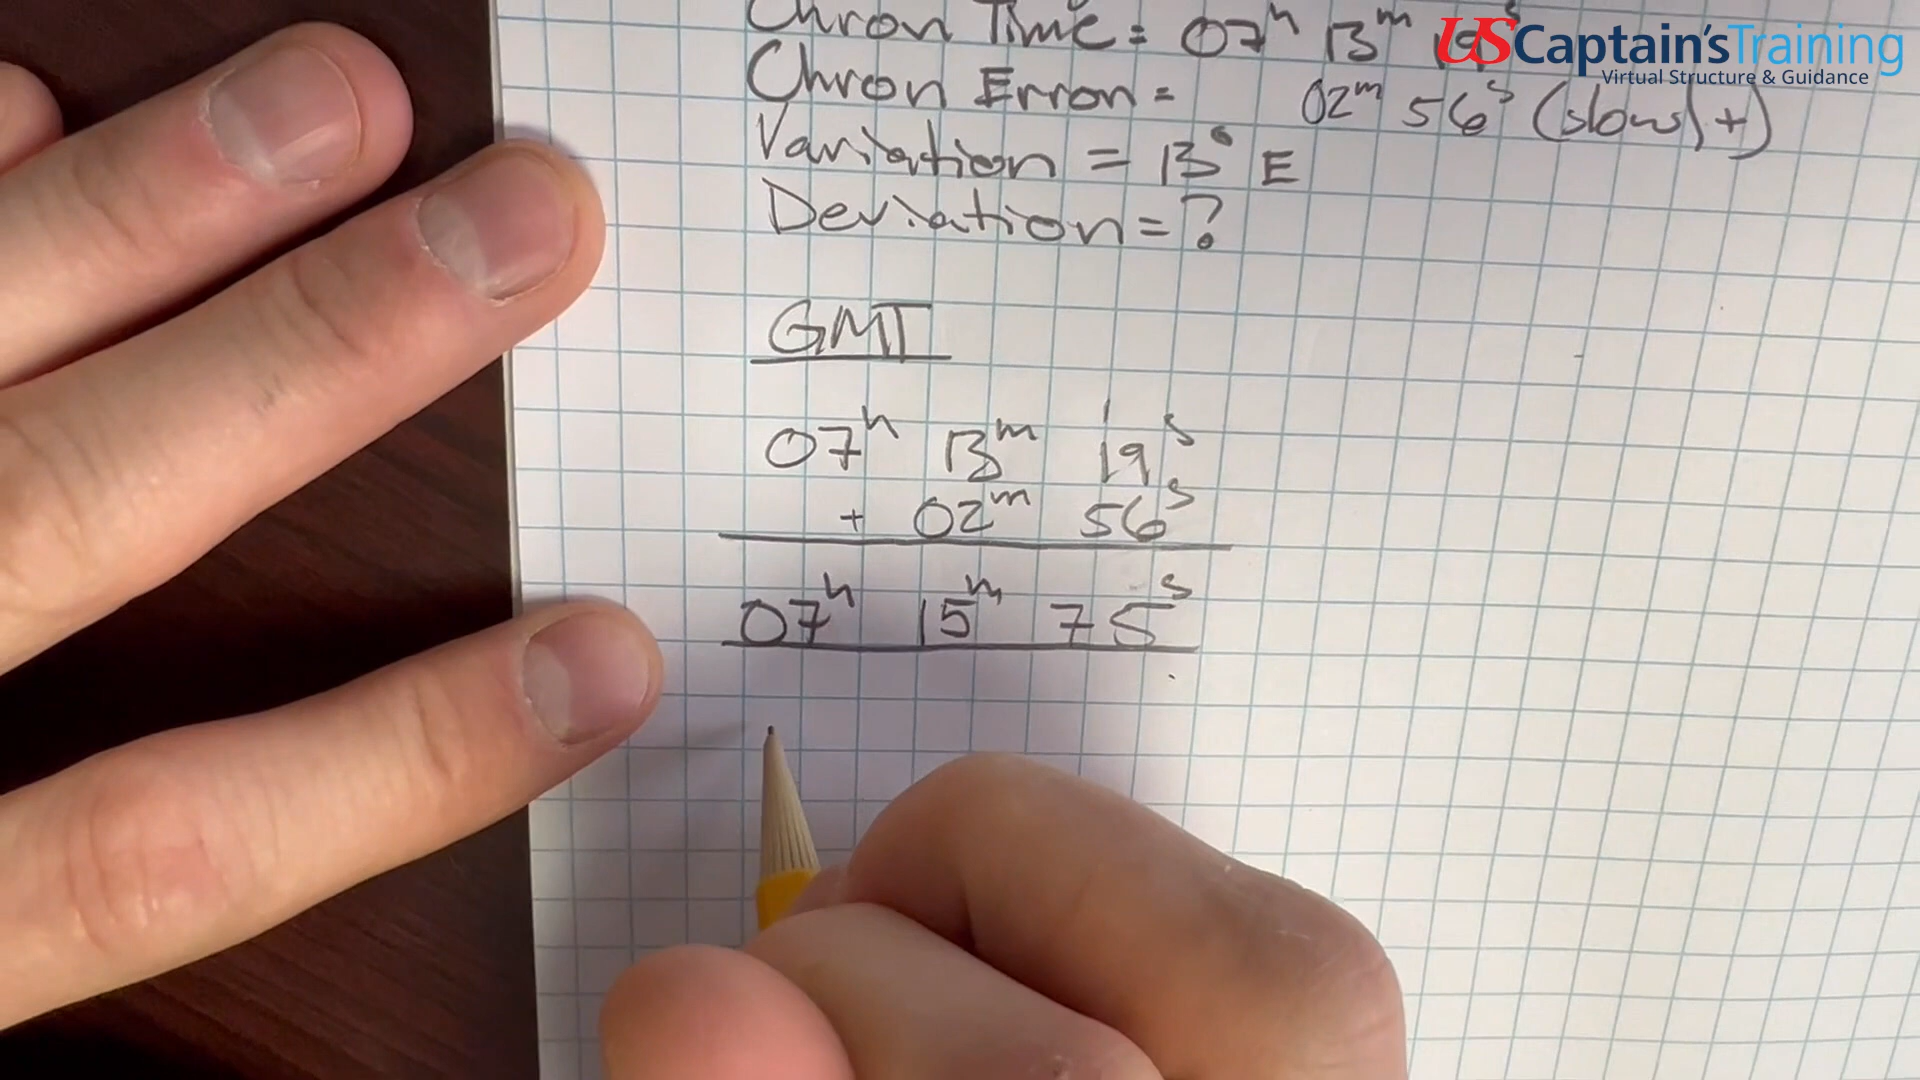 Chron Time = 07h 13m 19s
USCaptain'sTraining
Virtual Structure & Guidance
Chron Error = 02m 56s (slow) +)
Variation = 13° E
Deviation = ?
GMT
1
07h 13m 19s
+ 02m 56s
07h 15m 75s